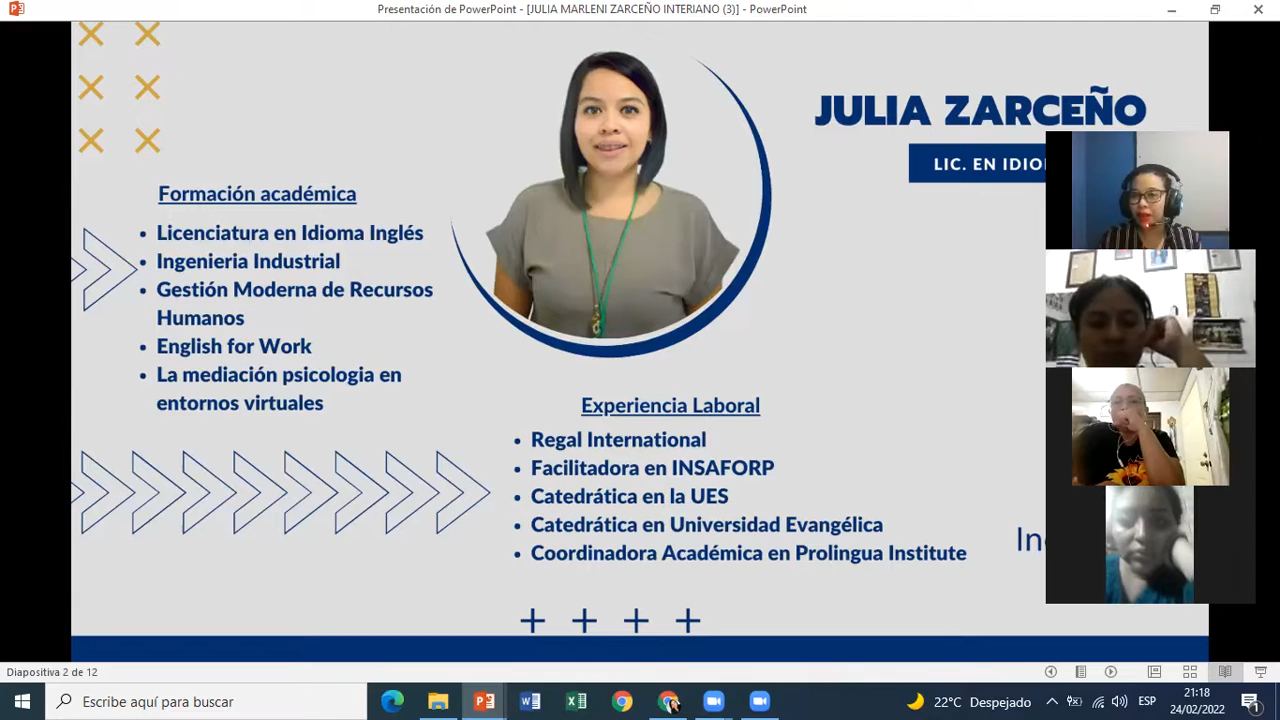 Presentación de PowerPoint - [JULIA MARLENI ZARCEÑO INTERIANO (3)] - PowerPoint
JULIA ZARCEÑO
LIC. EN
Formación académica
• Licenciatura en Idioma Inglés
• Ingenieria Industrial
• Gestión Moderna de Recursos
Humanos
• English for Work
• La mediación psicologia en
entornos virtuales
Experiencia Laboral
• Regal International
• Facilitadora en INSAFORP
• Catedrática en la UES
• Catedrática en Universidad Evangélica
• Coordinadora Académica en Prolingua Institute
Diapositiva 2 de 12
Escribe aquí para buscar
22°C Despejado
ESP
21:18
24/02/2022
1